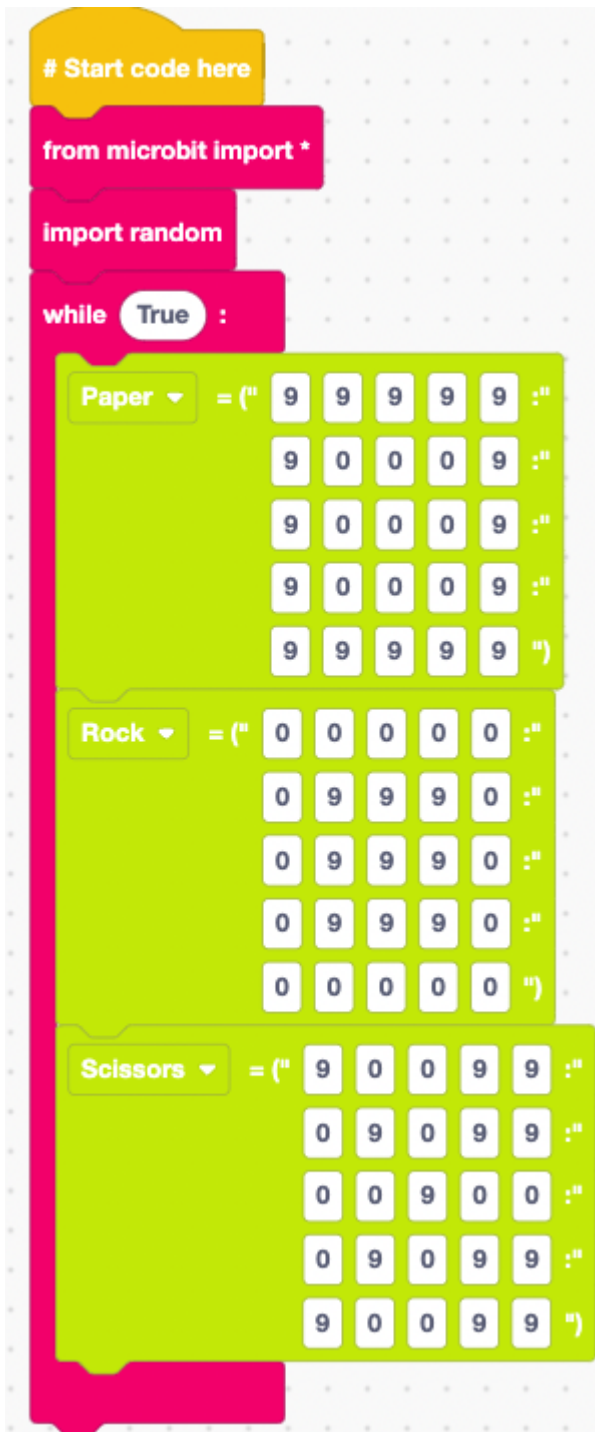 # Start code here
from microbit import *
import random
while True :
Paper = (" 9 9 9 9 9 :"
9 0 0 0 9 :"
9 0 0 0 9 :"
9 0 0 0 9 :"
9 9 9 9 9 ")
Rock = (" 0 0 0 0 0 :"
0 9 9 9 0 :"
0 9 9 9 0 :"
0 9 9 9 0 :"
0 0 0 0 0 ")
Scissors = (" 9 0 0 9 9 :"
0 9 0 9 9 :"
0 0 9 0 0 :"
0 9 0 9 9 :"
9 0 0 9 9 ")